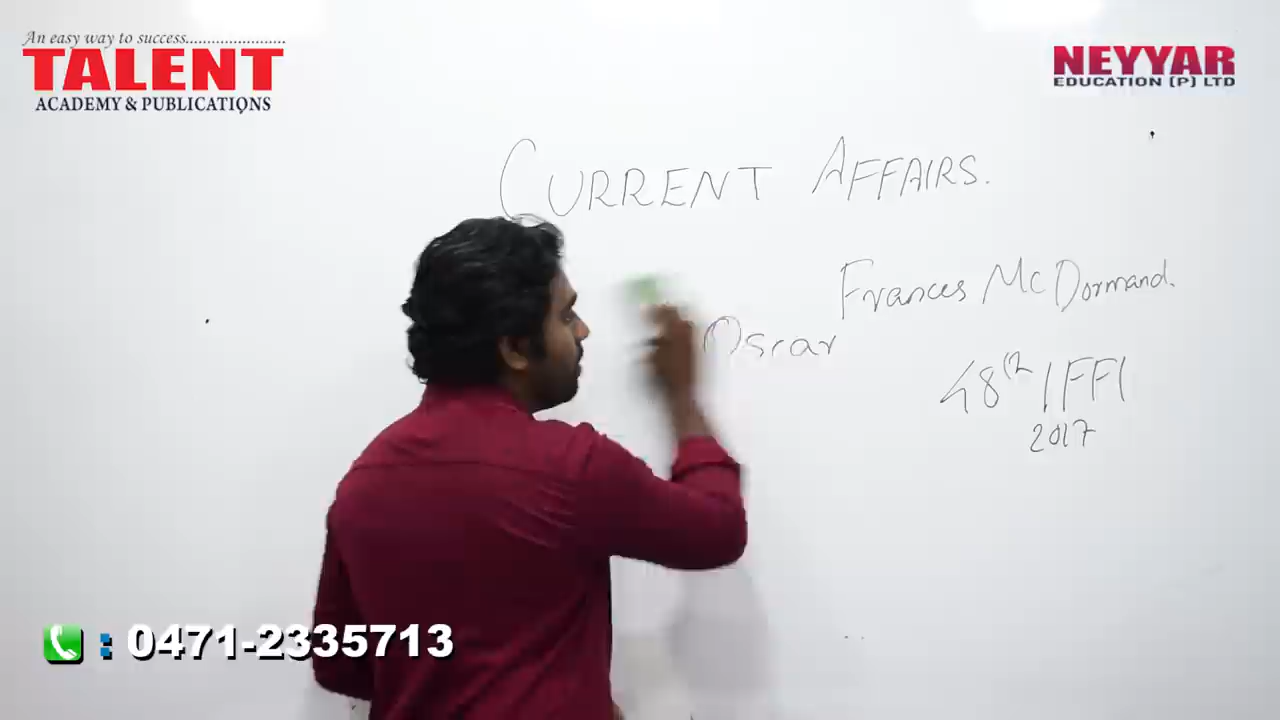 An easy way to success.......................
TALENT
ACADEMY & PUBLICATIONS
NEYYAR
EDUCATION (P) LTD
CURRENT AFFAIRS.
Frances McDormand.
Oscar
48th IFFI
2017
: 0471-2335713